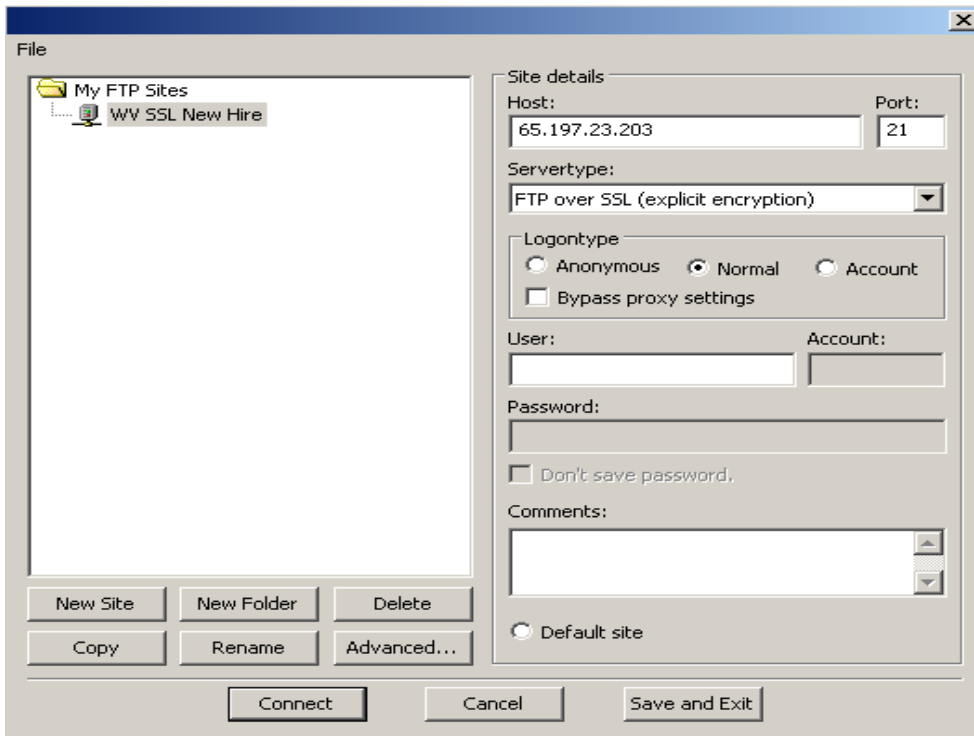 File
My FTP Sites
WV SSL New Hire
Site details
Host:
Port:
65.197.23.203
21
Servertype:
FTP over SSL (explicit encryption)
Logontype
Anonymous
Normal
Account
Bypass proxy settings
User:
Account:
Password:
Don't save password.
Comments:
Default site
New Site
New Folder
Delete
Copy
Rename
Advanced...
Connect
Cancel
Save and Exit